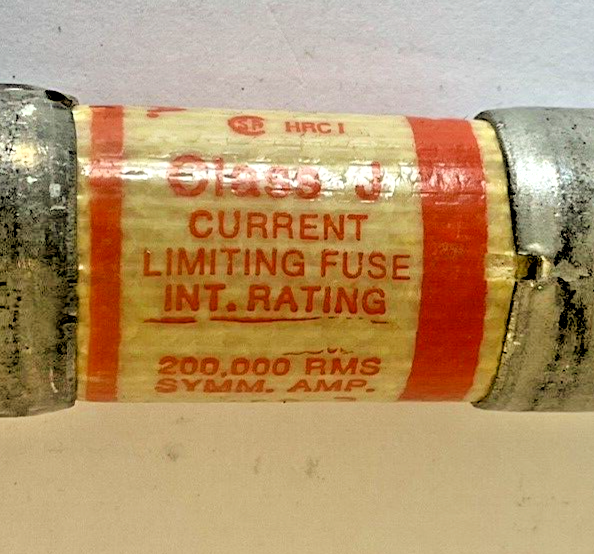 HRC I
Class J
CURRENT
LIMITING FUSE
INT. RATING
200,000 RMS
SYMM. AMP.